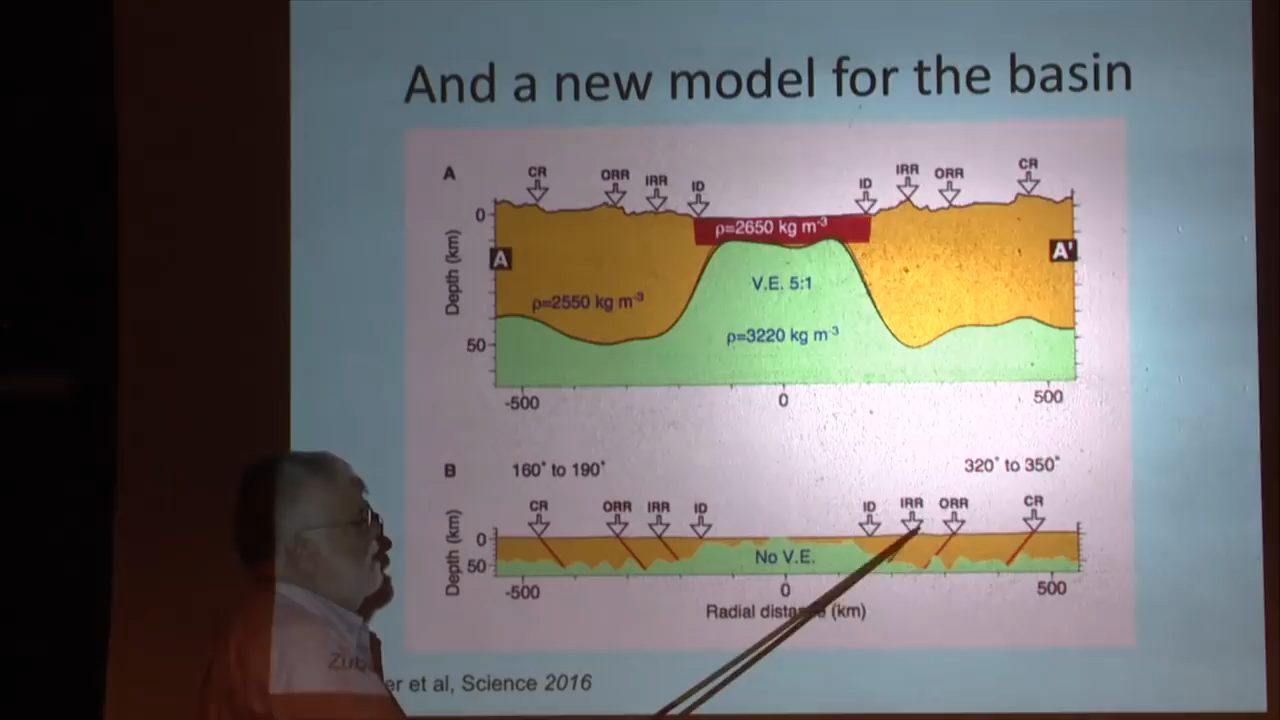 And a new model for the basin
A
CR ORR IRR ID ID IRR ORR CR
0
ρ=2650 kg m⁻³
A A'
Depth (km)
V.E. 5:1
ρ=2550 kg m⁻³
ρ=3220 kg m⁻³
50
-500 0 500
B 160° to 190° 320° to 350°
CR ORR IRR ID ID IRR ORR CR
Depth (km)
0
No V.E.
50
-500 0 500
Radial (km)
er et al, Science 2016